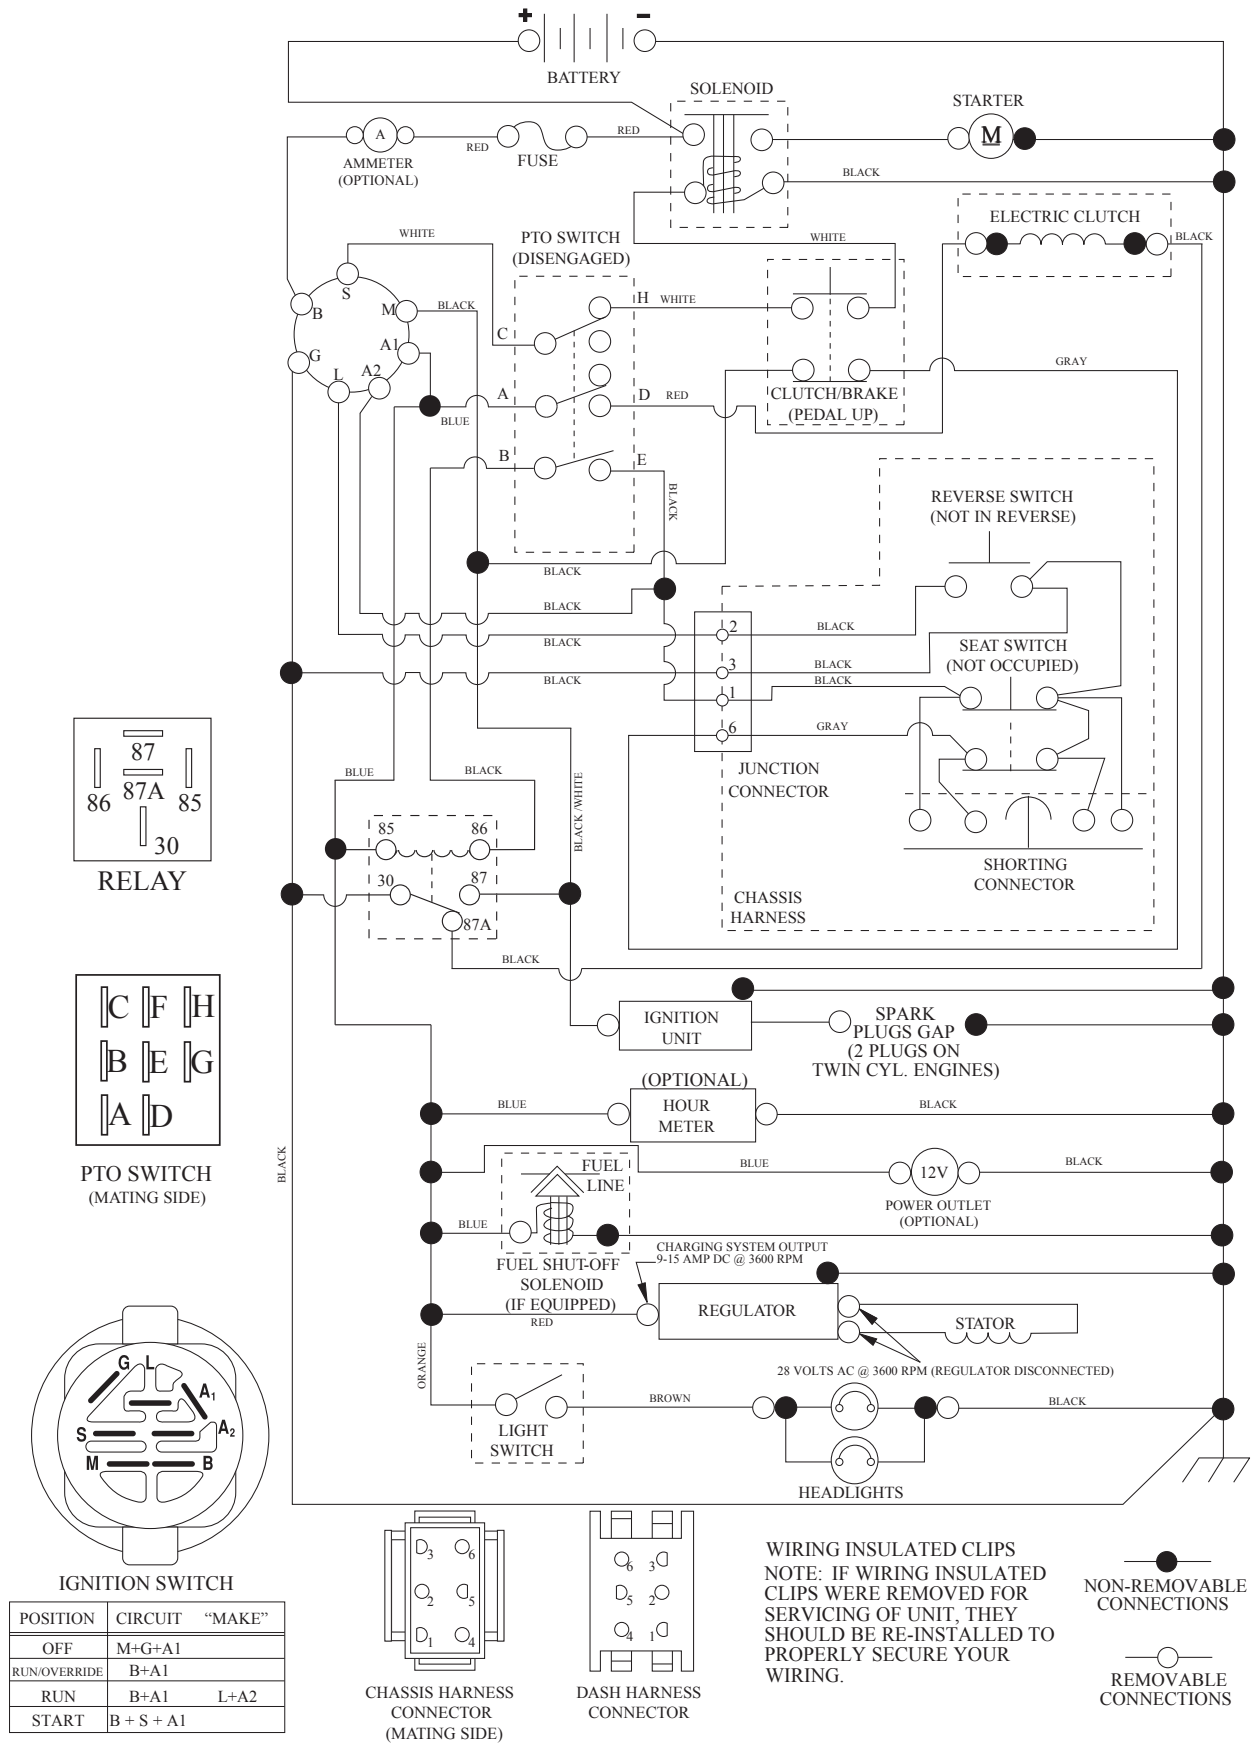 + −
BATTERY
SOLENOID
STARTER
A
RED
FUSE
RED
M
AMMETER
(OPTIONAL)
BLACK
ELECTRIC CLUTCH
WHITE
PTO SWITCH
(DISENGAGED)
WHITE
BLACK
S
B
M
BLACK
H
WHITE
C
G
A1
L
A2
GRAY
A
D
RED
CLUTCH/BRAKE
(PEDAL UP)
BLUE
B
E
BLACK
REVERSE SWITCH
(NOT IN REVERSE)
BLACK
BLACK
2
BLACK
BLACK
SEAT SWITCH
(NOT OCCUPIED)
3
BLACK
BLACK
BLACK
1
6
GRAY
87
87A
86
85
30
RELAY
BLUE
BLACK
BLACK /WHITE
JUNCTION
CONNECTOR
85
86
30
87
87A
SHORTING
CONNECTOR
CHASSIS
HARNESS
BLACK
C F H
B E G
A D
PTO SWITCH
(MATING SIDE)
IGNITION
UNIT
SPARK
PLUGS GAP
(2 PLUGS ON
TWIN CYL. ENGINES)
(OPTIONAL)
HOUR
METER
BLUE
BLACK
BLACK
FUEL
LINE
BLUE
12V
BLACK
POWER OUTLET
(OPTIONAL)
BLUE
FUEL SHUT-OFF
SOLENOID
(IF EQUIPPED)
CHARGING SYSTEM OUTPUT
9-15 AMP DC @ 3600 RPM
RED
REGULATOR
STATOR
28 VOLTS AC @ 3600 RPM (REGULATOR DISCONNECTED)
ORANGE
BROWN
BLACK
LIGHT
SWITCH
HEADLIGHTS
G L
A1
S
A2
M
B
IGNITION SWITCH
POSITION CIRCUIT “MAKE”
OFF M+G+A1
RUN/OVERRIDE B+A1
RUN B+A1 L+A2
START B + S + A1
3 6
2 5
1 4
CHASSIS HARNESS
CONNECTOR
(MATING SIDE)
6 3
5 2
4 1
DASH HARNESS
CONNECTOR
WIRING INSULATED CLIPS
NOTE: IF WIRING INSULATED
CLIPS WERE REMOVED FOR
SERVICING OF UNIT, THEY
SHOULD BE RE-INSTALLED TO
PROPERLY SECURE YOUR
WIRING.
NON-REMOVABLE
CONNECTIONS
REMOVABLE
CONNECTIONS